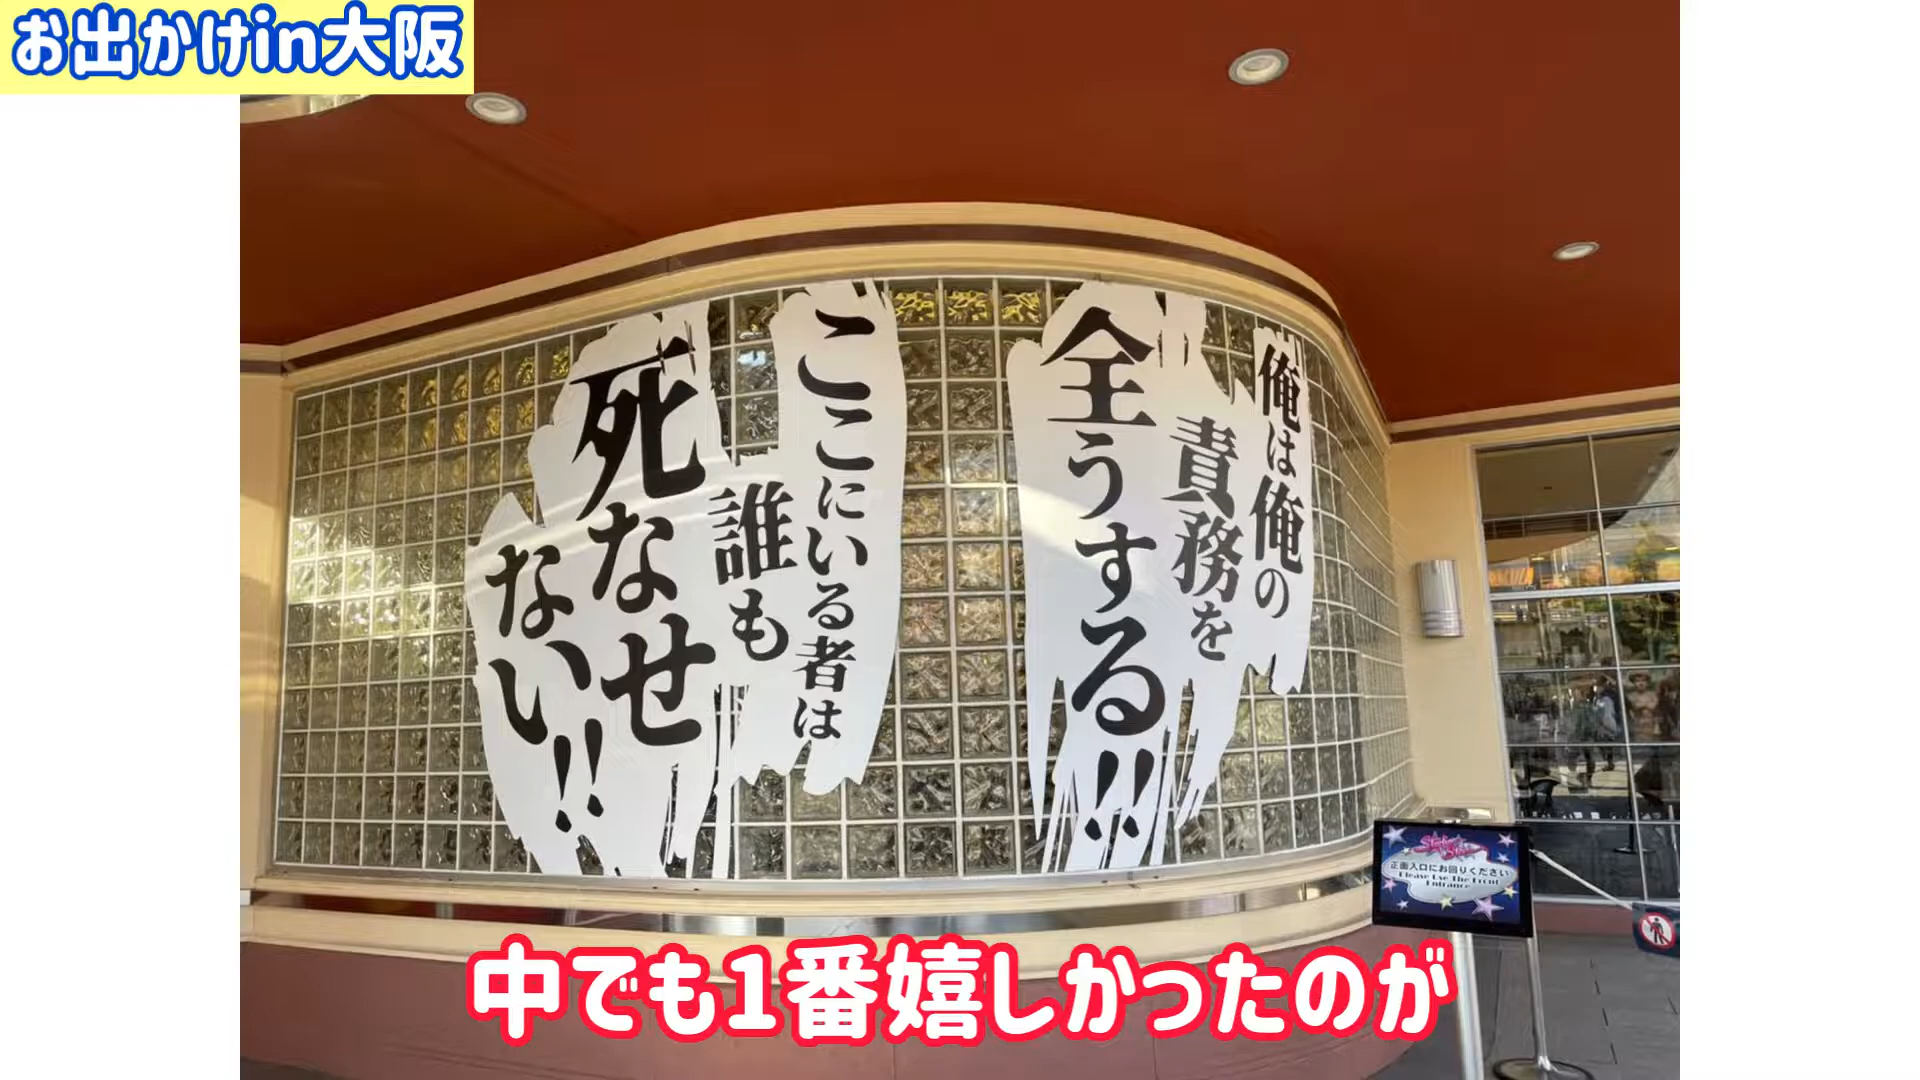 お出かけin大阪
俺は俺の
責務を
全うする!!
ここにいる者は
誰も
死なせ
ない!!
正面入口にお回りください
Please Use The Front
Entrance
中でも1番嬉しかったのが